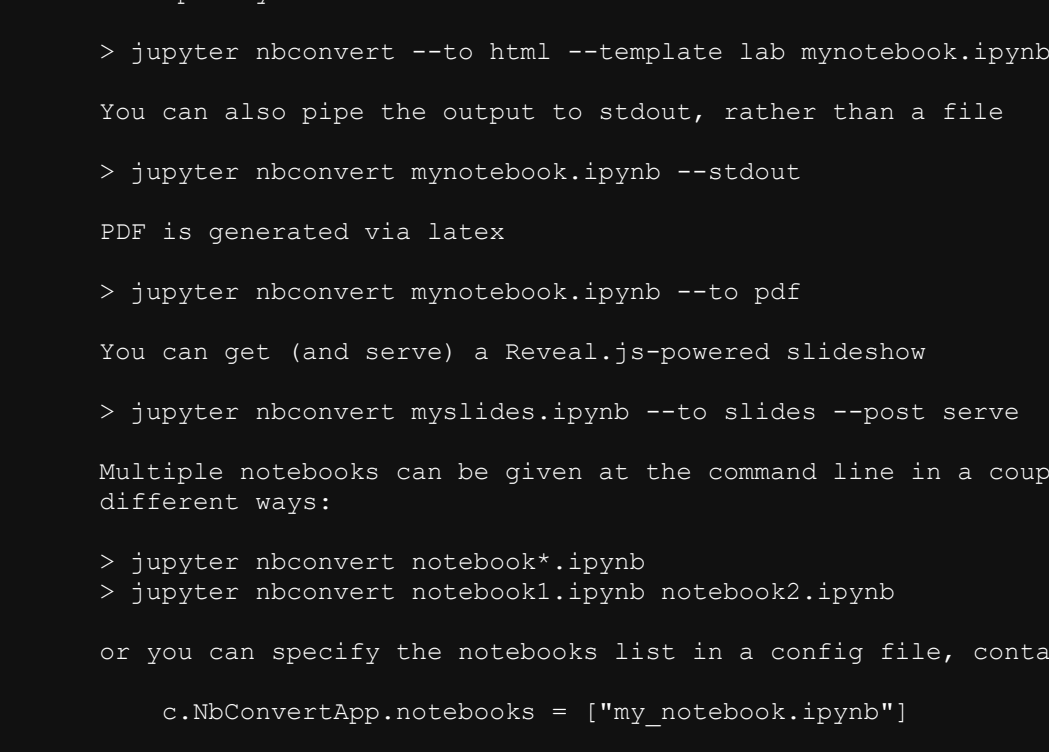 > jupyter nbconvert --to html --template lab mynotebook.ipynb
You can also pipe the output to stdout, rather than a file
> jupyter nbconvert mynotebook.ipynb --stdout
PDF is generated via latex
> jupyter nbconvert mynotebook.ipynb --to pdf
You can get (and serve) a Reveal.js-powered slideshow
> jupyter nbconvert myslides.ipynb --to slides --post serve
Multiple notebooks can be given at the command line in a coup
different ways:
> jupyter nbconvert notebook*.ipynb
> jupyter nbconvert notebook1.ipynb notebook2.ipynb
or you can specify the notebooks list in a config file, conta
c.NbConvertApp.notebooks = ["my_notebook.ipynb"]